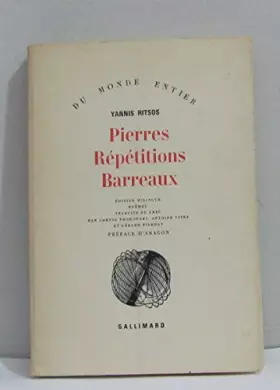 DU MONDE ENTIER
YANNIS RITSOS
Pierres
Répétitions
Barreaux
ÉDITION BILINGUE
POÈMES
TRADUITS DU GREC
PAR CHRYSA PROKOPAKI, ANTOINE VITEZ
ET GÉRARD PIERRAT
PRÉFACE D'ARAGON
GALLIMARD